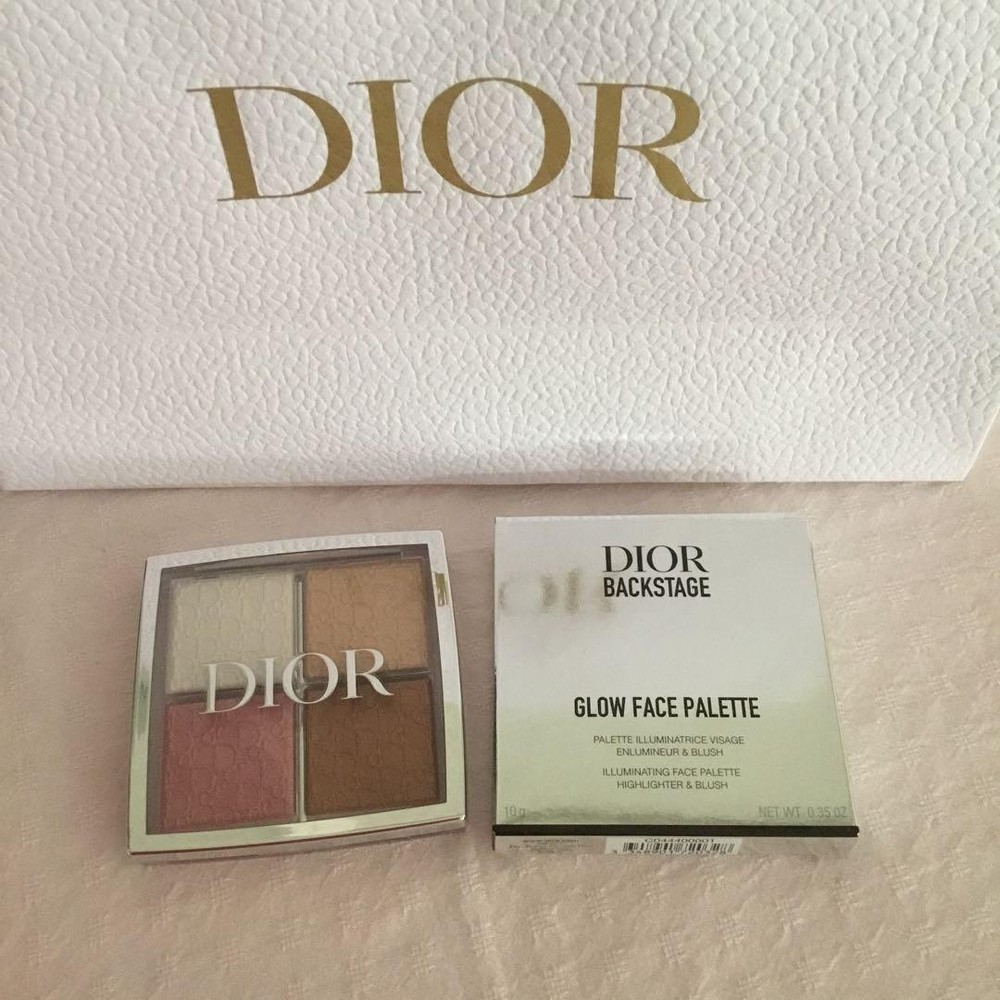 DIOR
DIOR
DIOR
BACKSTAGE
GLOW FACE PALETTE
PALETTE ILLUMINATRICE VISAGE
ENLUMINEUR & BLUSH
ILLUMINATING FACE PALETTE
HIGHLIGHTER & BLUSH
10 g
NET WT 0.35 OZ